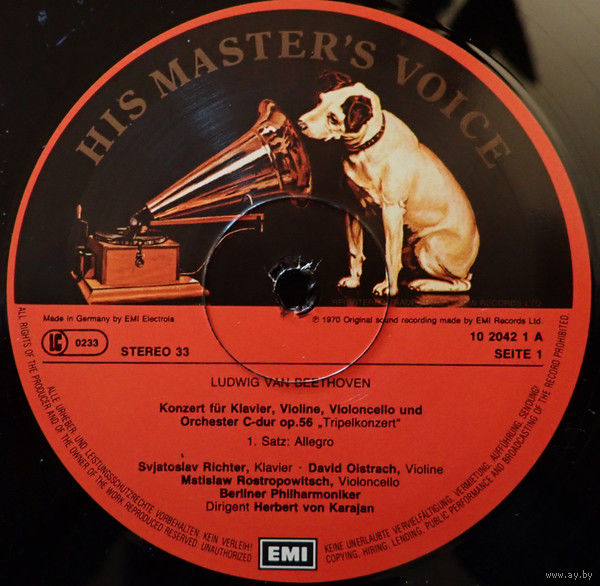 HIS MASTER'S VOICE
Made in Germany by EMI Electrola
℗ 1970 Original sound recording made by EMI Records Ltd.
LC 0233
STEREO 33
10 2042 1 A
SEITE 1
LUDWIG VAN BEETHOVEN
Konzert für Klavier, Violine, Violoncello und
Orchester C-dur op.56 „Tripelkonzert"
1. Satz: Allegro
Svjatoslav Richter, Klavier · David Oistrach, Violine
Mstislaw Rostropowitsch, Violoncello
Berliner Philharmoniker
Dirigent Herbert von Karajan
EMI
ALLE URHEBER- UND LEISTUNGSSCHUTZRECHTE VORBEHALTEN. KEIN VERLEIH!
KEINE UNERLAUBTE VERVIELFÄLTIGUNG, VERMIETUNG, AUFFÜHRUNG, SENDUNG!
ALL RIGHTS OF THE PRODUCER AND OF THE OWNER OF THE WORK REPRODUCED RESERVED. UNAUTHORIZED
COPYING, HIRING, LENDING, PUBLIC PERFORMANCE AND BROADCASTING OF THE RECORD PROHIBITED.
www.ay.by